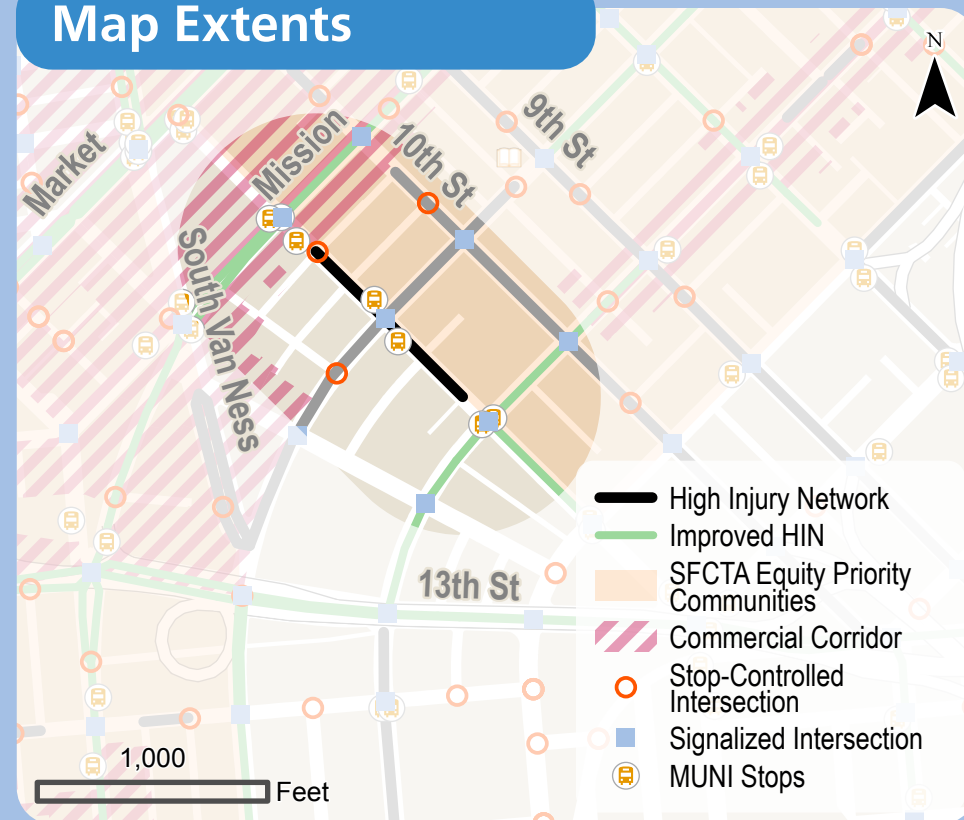 Map Extents
N
9th St
10th St
Mission
Market
South Van Ness
13th St
High Injury Network
Improved HIN
SFCTA Equity Priority
Communities
Commercial Corridor
Stop-Controlled
Intersection
Signalized Intersection
MUNI Stops
1,000
Feet